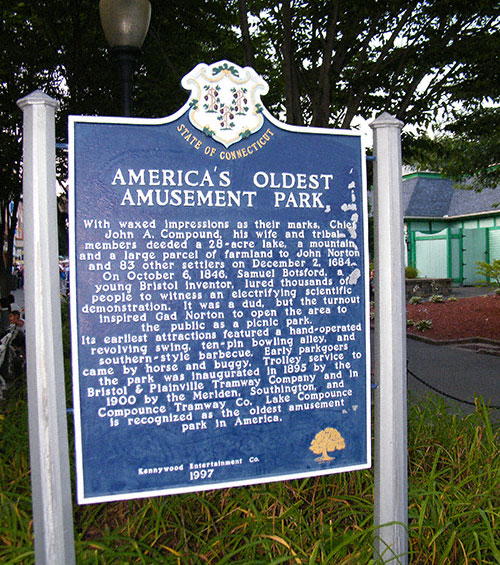 STATE OF CONNECTICUT
AMERICA'S OLDEST
AMUSEMENT PARK
With waxed impressions as their marks, Chief
John A. Compound, his wife and tribal
members deeded a 28-acre lake, a mountain
and a large parcel of farmland to John Norton
and 83 other settlers on December 2, 1684.
On October 6, 1846, Samuel Botsford, a
young Bristol inventor, lured thousands of
people to witness an electrifying scientific
demonstration. It was a dud, but the turnout
inspired Gad Norton to open the area to
the public as a picnic park.
Its earliest attractions featured a hand-operated
revolving swing, ten-pin bowling alley, and
southern-style barbecue. Early parkgoers
came by horse and buggy. Trolley service to
the park was inaugurated in 1895 by the
Bristol & Plainville Tramway Company and in
1900 by the Meriden, Southington, and
Compounce Tramway Co. Lake Compounce
is recognized as the oldest amusement
park in America.
Kennywood Entertainment Co.
1997